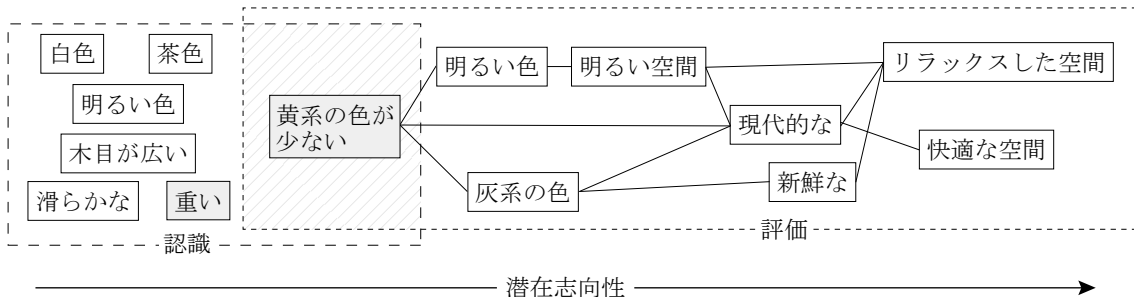 白色
茶色
明るい色
木目が広い
滑らかな
重い
認識
黄系の色が
少ない
明るい色
明るい空間
リラックスした空間
現代的な
快適な空間
灰系の色
新鮮な
評価
潜在志向性